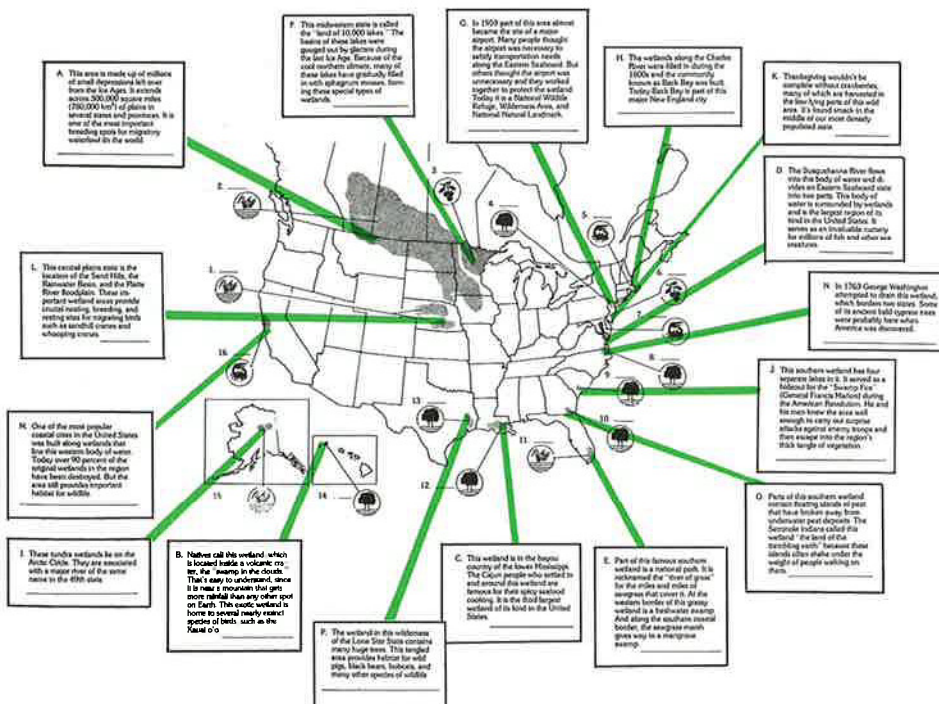 A. This area is made up of millions
of small depressions left over
from the Ice Ages. It extends
across 300,000 square miles
(780,000 km²) of plains in
several states and provinces. It is
one of the most important
breeding spots for migratory
waterfowl in the world.
F. This midwestern state is called
the "land of 10,000 lakes." The
basins of these lakes were
gouged out by glaciers during
the last Ice Age. Because of the
cool northern climate, many of
these lakes have gradually filled
in with sphagnum mosses, form-
ing these special types of
wetlands.
G. In 1959 part of this area almost
became the site of a major
airport. Many people thought
the airport was necessary to
satisfy transportation needs
along the Eastern Seaboard. But
others thought the airport was
unnecessary and they worked
together to protect the wetland.
Today it is a National Wildlife
Refuge, Wilderness Area, and
National Natural Landmark.
H. The wetlands along the Charles
River were filled in during the
1800s and the community
known as Back Bay was built.
Today Back Bay is part of this
major New England city.
K. Thanksgiving wouldn't be
complete without cranberries,
many of which are harvested in
the low-lying parts of this wild
area. It's found smack in the
middle of our most densely
populated state.
D. The Susquehanna River flows
into this body of water and di-
vides an Eastern Seaboard state
into two parts. This body of
water is surrounded by wetlands
and is the largest region of its
kind in the United States. It
serves as an invaluable nursery
for millions of fish and other sea
creatures.
L. This central plains state is the
location of the Sand Hills, the
Rainwater Basin, and the Platte
River floodplain. These im-
portant wetland areas provide
crucial nesting, breeding, and
resting sites for migrating birds
such as sandhill cranes and
whooping cranes.
N. In 1763 George Washington
attempted to drain this wetland,
which borders two states. Some
of its ancient bald cypress trees
were probably here when
America was discovered.
J. This southern wetland has four
separate lakes in it. It served as a
hideout for the "Swamp Fox"
(General Francis Marion) during
the American Revolution. He and
his men knew the area well
enough to carry out surprise
attacks against enemy troops and
then escape into the region's
thick tangle of vegetation.
M. One of the most popular
coastal cities in the United States
was built along wetlands that
line this western body of water.
Today over 90 percent of the
original wetlands in the region
have been destroyed. But the
area still provides important
habitat for wildlife.
O. Parts of this southern wetland
contain floating islands of peat
that have broken away from
underwater peat deposits. The
Seminole Indians called this
wetland "the land of the
trembling earth" because these
islands often shake under the
weight of people walking on
them.
I. These tundra wetlands lie on the
Arctic Circle. They are associated
with a major river of the same
name in the 49th state.
B. Natives call this wetland, which
is located inside a volcanic cra-
ter, the "swamp in the clouds."
That's easy to understand, since
it is near a mountain that gets
more rainfall than any other spot
on Earth. This exotic wetland is
home to several nearly extinct
species of birds, such as the
Kauai o'o.
P. The wetland in this wilderness
of the Lone Star State contains
many huge trees. This tangled
area provides habitat for wild
pigs, black bears, bobcats, and
many other species of wildlife.
C. This wetland is in the bayou
country of the lower Mississippi.
The Cajun people who settled in
and around this wetland are
famous for their spicy seafood
cooking. It is the third largest
wetland of its kind in the United
States.
E. Part of this famous southern
wetland is a national park. It is
nicknamed the "river of grass"
for the miles and miles of
sawgrass that cover it. At the
western border of this grassy
wetland is a freshwater swamp.
And along the southern coastal
border, the sawgrass marsh
gives way to a mangrove
swamp.
1.
2.
3.
4.
5.
6.
7.
8.
9.
10.
11.
12.
13.
14.
15
16.